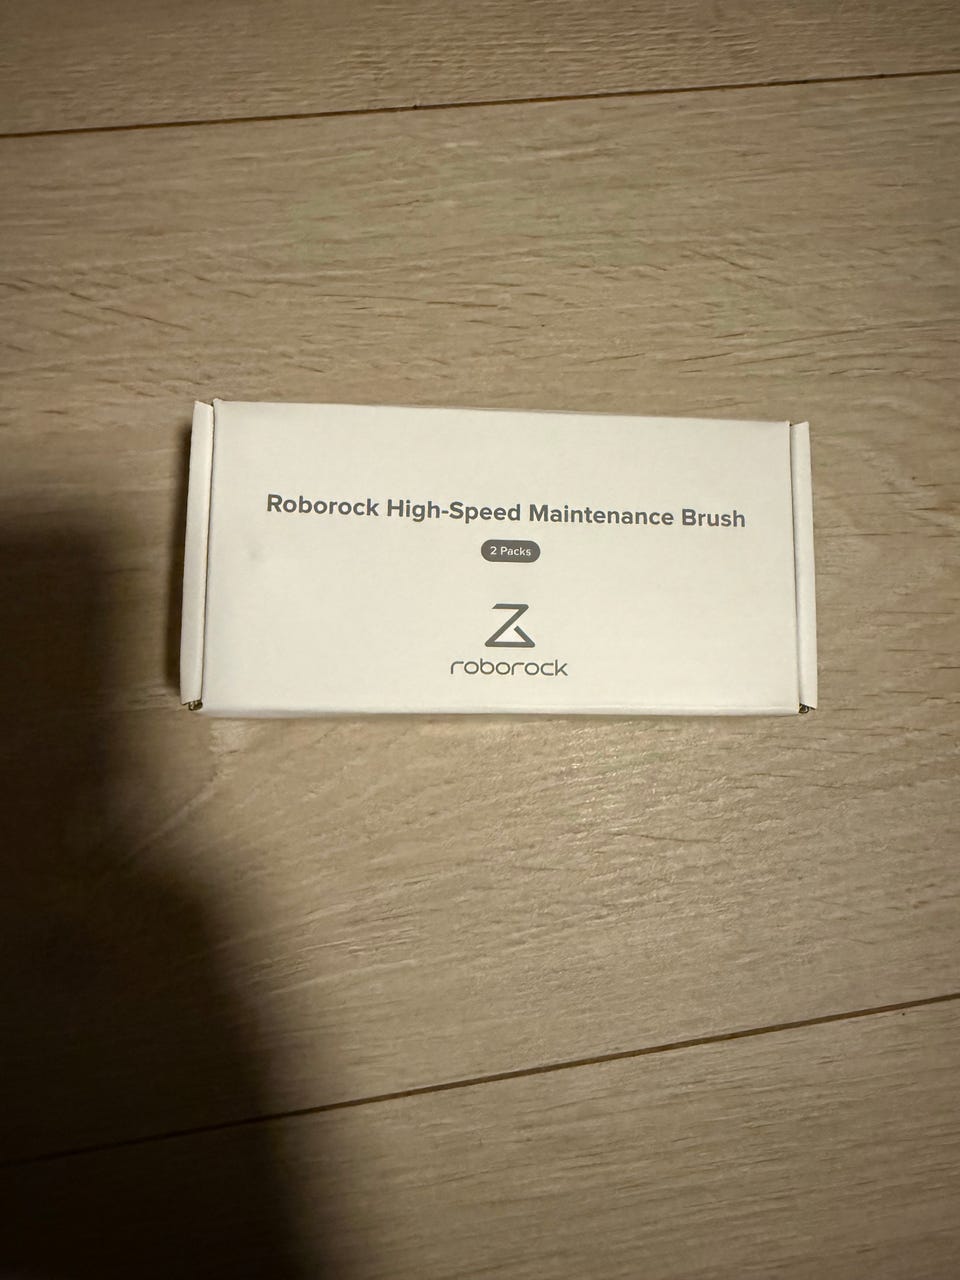 Roborock High-Speed Maintenance Brush
2 Packs
roborock